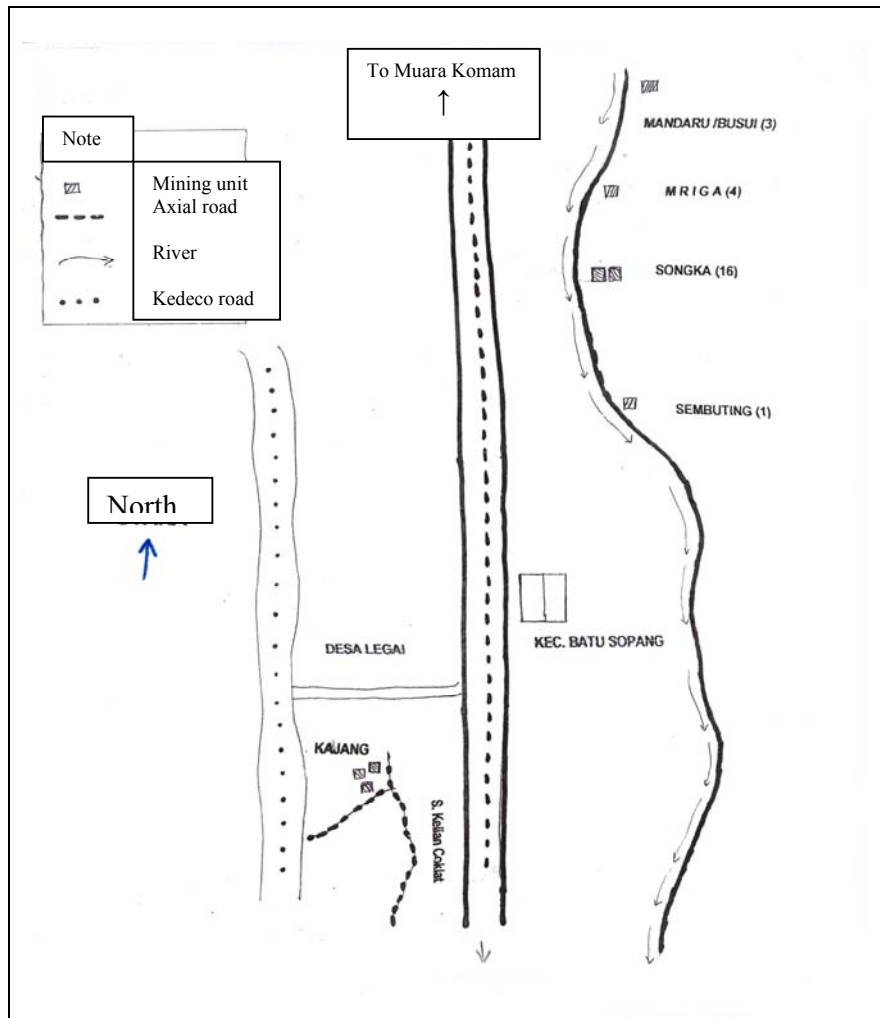 To Muara Komam
↑
Note
Mining unit
Axial road
River
Kedeco road
MANDARU /BUSUI (3)
M R I G A (4)
SONGKA (16)
SEMBUTING (1)
North
DESA LEGAI
KEC. BATU SOPANG
KAJANG
S. Kelian Coklat